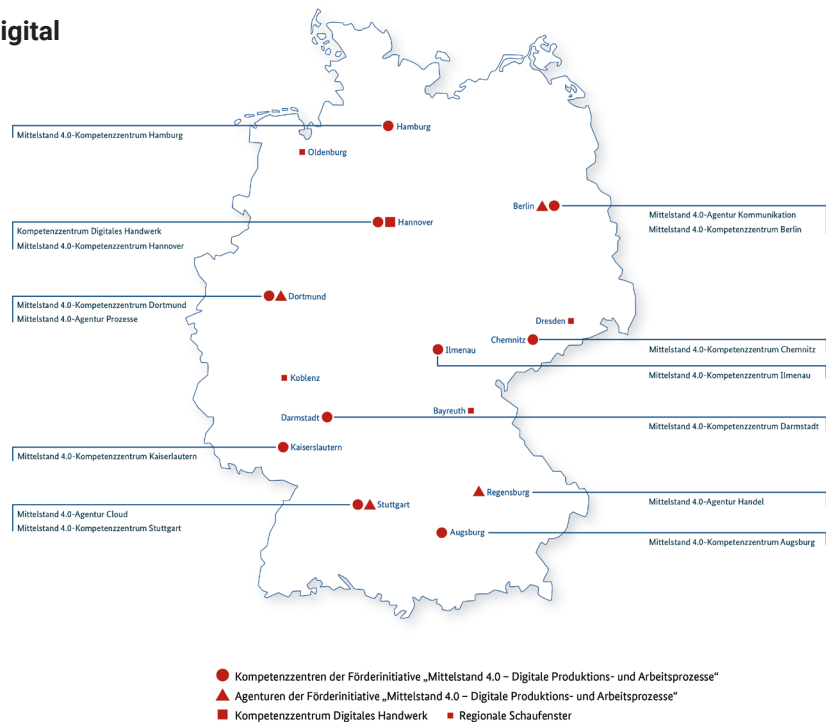 igital
Hamburg
Mittelstand 4.0-Kompetenzzentrum Hamburg
Oldenburg
Berlin
Mittelstand 4.0-Agentur Kommunikation
Mittelstand 4.0-Kompetenzzentrum Berlin
Hannover
Kompetenzzentrum Digitales Handwerk
Mittelstand 4.0-Kompetenzzentrum Hannover
Dortmund
Mittelstand 4.0-Kompetenzzentrum Dortmund
Mittelstand 4.0-Agentur Prozesse
Dresden
Chemnitz
Mittelstand 4.0-Kompetenzzentrum Chemnitz
Ilmenau
Mittelstand 4.0-Kompetenzzentrum Ilmenau
Koblenz
Bayreuth
Darmstadt
Mittelstand 4.0-Kompetenzzentrum Darmstadt
Kaiserslautern
Mittelstand 4.0-Kompetenzzentrum Kaiserlautern
Regensburg
Mittelstand 4.0-Agentur Handel
Stuttgart
Mittelstand 4.0-Agentur Cloud
Mittelstand 4.0-Kompetenzzentrum Stuttgart
Augsburg
Mittelstand 4.0-Kompetenzzentrum Augsburg
Kompetenzzentren der Förderinitiative „Mittelstand 4.0 – Digitale Produktions- und Arbeitsprozesse“
Agenturen der Förderinitiative „Mittelstand 4.0 – Digitale Produktions- und Arbeitsprozesse“
Kompetenzzentrum Digitales Handwerk Regionale Schaufenster